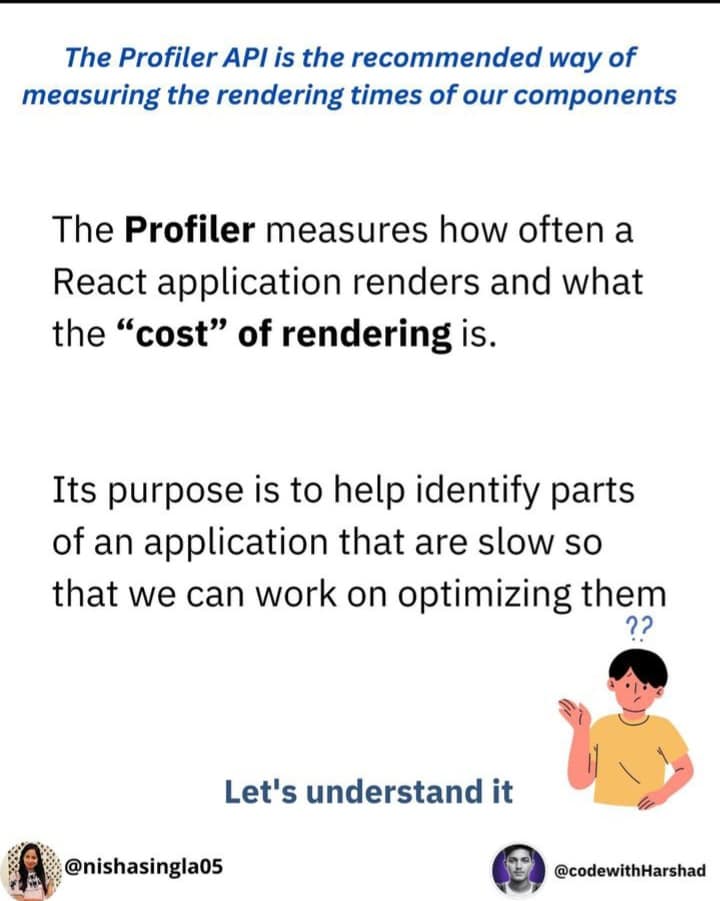 The Profiler API is the recommended way of
measuring the rendering times of our components
The Profiler measures how often a
React application renders and what
the “cost” of rendering is.
Its purpose is to help identify parts
of an application that are slow so
that we can work on optimizing them
??
Let's understand it
@nishasingla05
@codewithHarshad